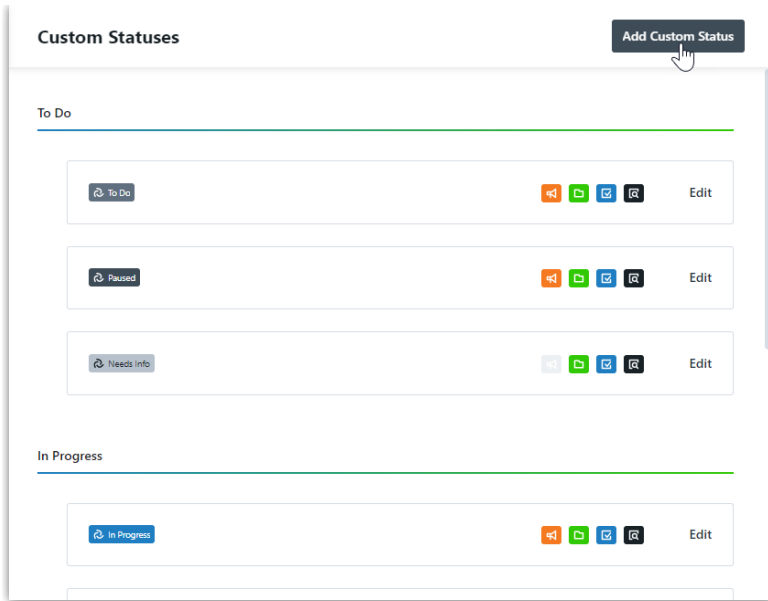 Custom Statuses
Add Custom Status
To Do
To Do
Edit
Paused
Edit
Needs Info
Edit
In Progress
In Progress
Edit